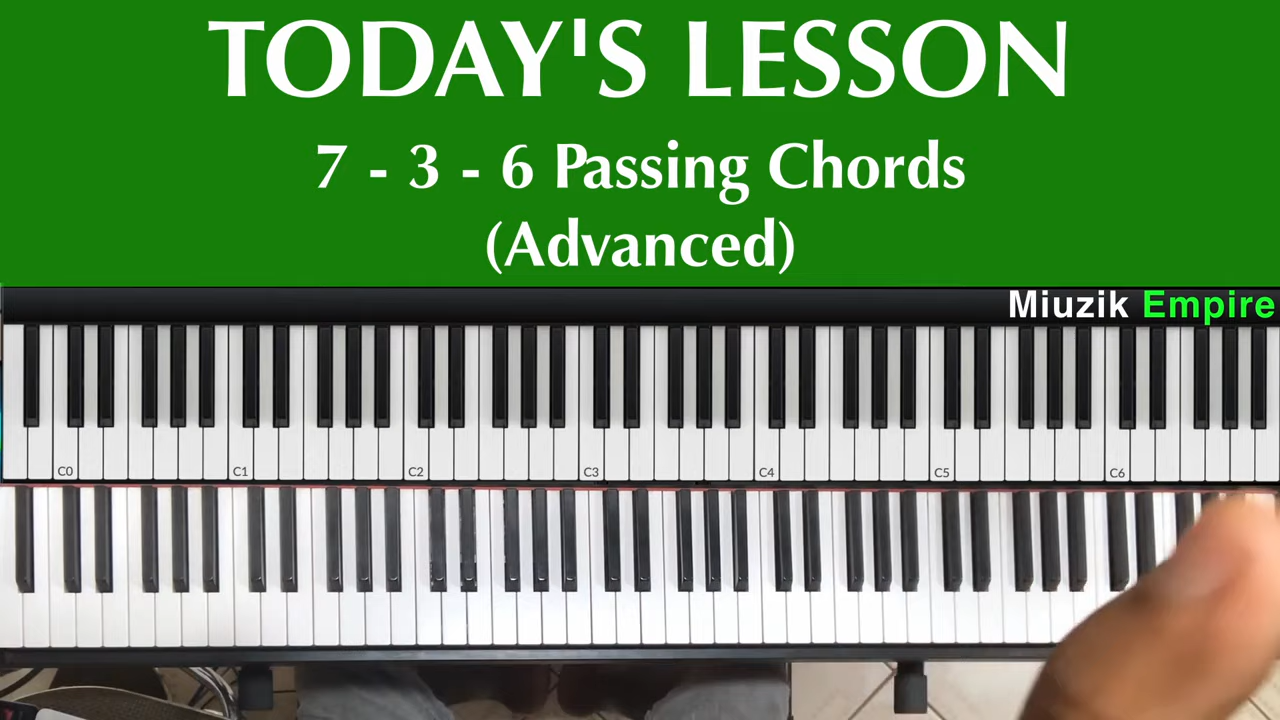 TODAY'S LESSON
7 - 3 - 6 Passing Chords
(Advanced)
Miuzik Empire
C0 C1 C2 C3 C4 C5 C6